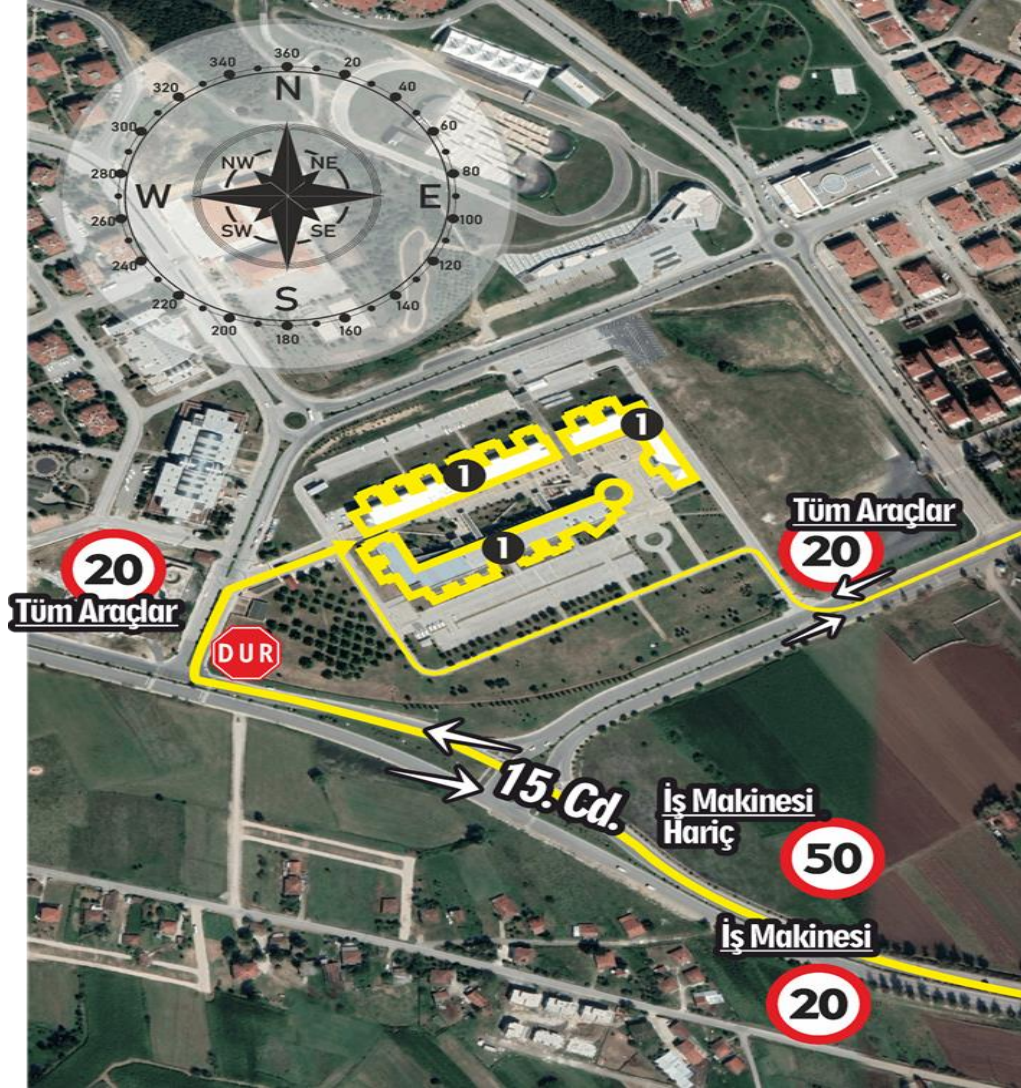 360
340
20
N
320
40
300
60
NW
NE
280
80
W
E
260
100
SW
SE
240
120
S
220
140
200
160
180
1
1
1
Tüm Araçlar
20
20
Tüm Araçlar
DUR
15. Cd.
İş Makinesi
Hariç
50
İş Makinesi
20